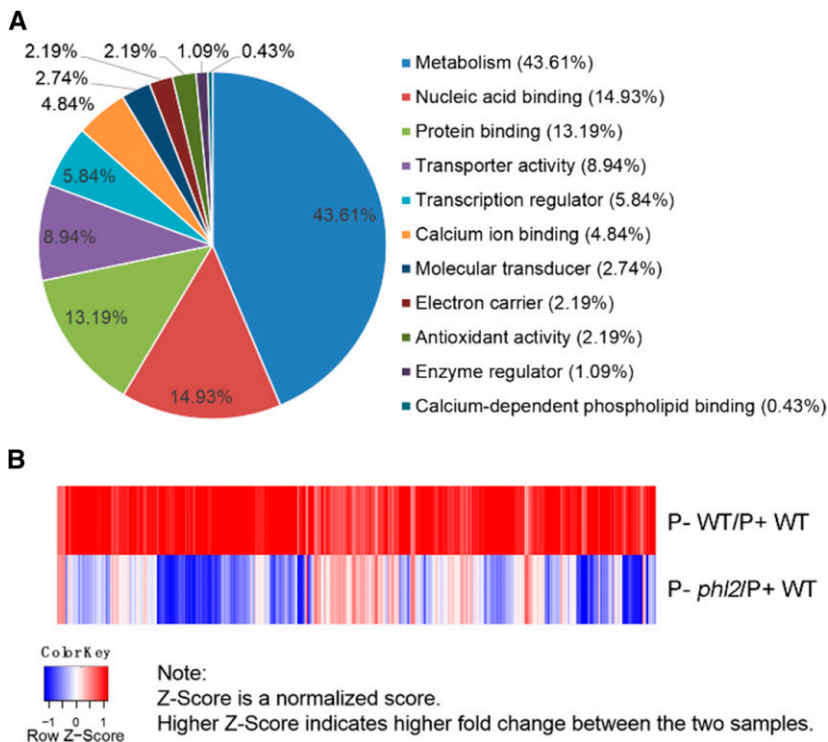 A
2.19%
2.19%
1.09%
0.43%
2.74%
4.84%
5.84%
8.94%
13.19%
14.93%
43.61%
Metabolism (43.61%)
Nucleic acid binding (14.93%)
Protein binding (13.19%)
Transporter activity (8.94%)
Transcription regulator (5.84%)
Calcium ion binding (4.84%)
Molecular transducer (2.74%)
Electron carrier (2.19%)
Antioxidant activity (2.19%)
Enzyme regulator (1.09%)
Calcium-dependent phospholipid binding (0.43%)
B
P- WT/P+ WT
P- phl2/P+ WT
Color Key
-1 0 1
Row Z-Score
Note:
Z-Score is a normalized score.
Higher Z-Score indicates higher fold change between the two samples.